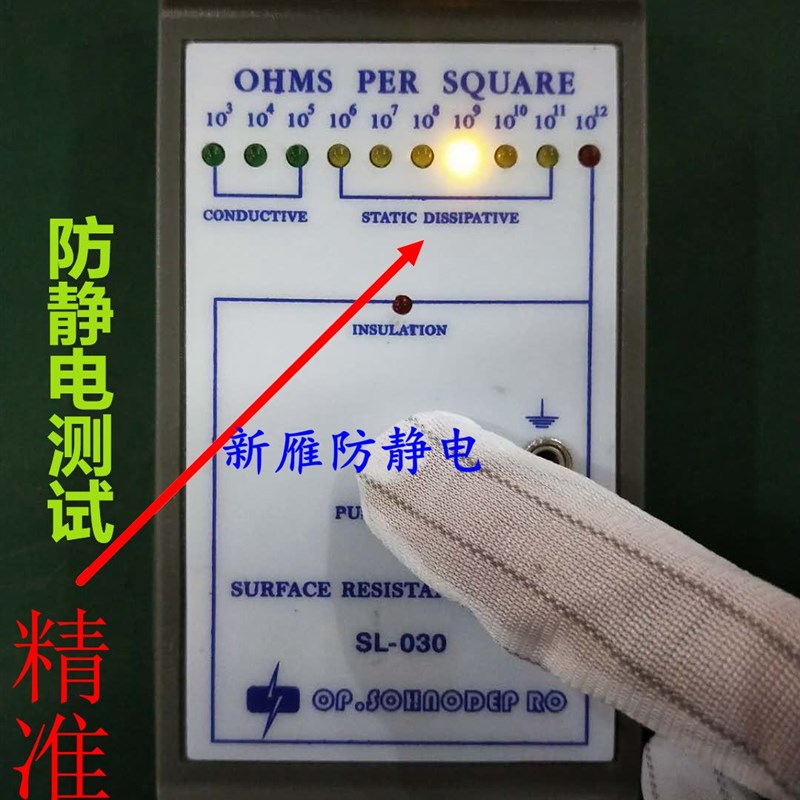 OHMS PER SQUARE
10³ 10⁴ 10⁵ 10⁶ 10⁷ 10⁸ 10⁹ 10¹⁰ 10¹¹ 10¹²
CONDUCTIVE STATIC DISSIPATIVE
INSULATION
防静电测试
新雁防静电
SURFACE
SL-030
OP.SOHNODEP RO
精准